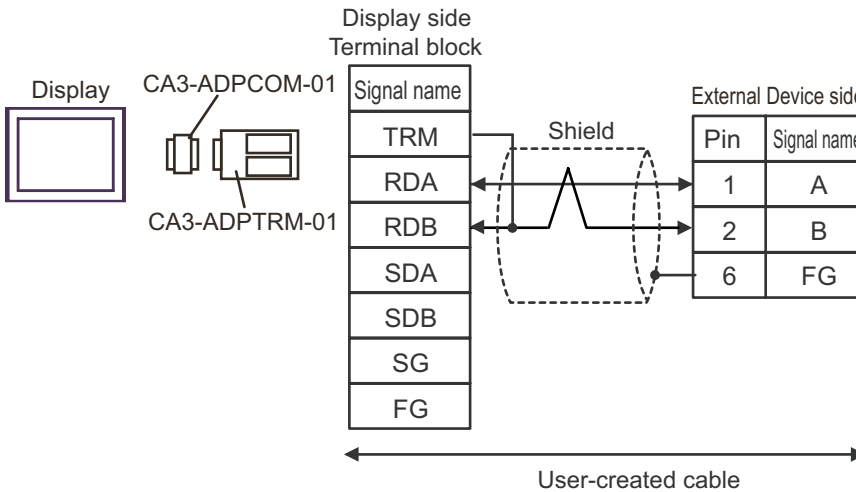 Display side
Terminal block
Display
CA3-ADPCOM-01
CA3-ADPTRM-01
Signal name
TRM
RDA
RDB
SDA
SDB
SG
FG
Shield
External Device side
Pin
Signal name
1
A
2
B
6
FG
User-created cable